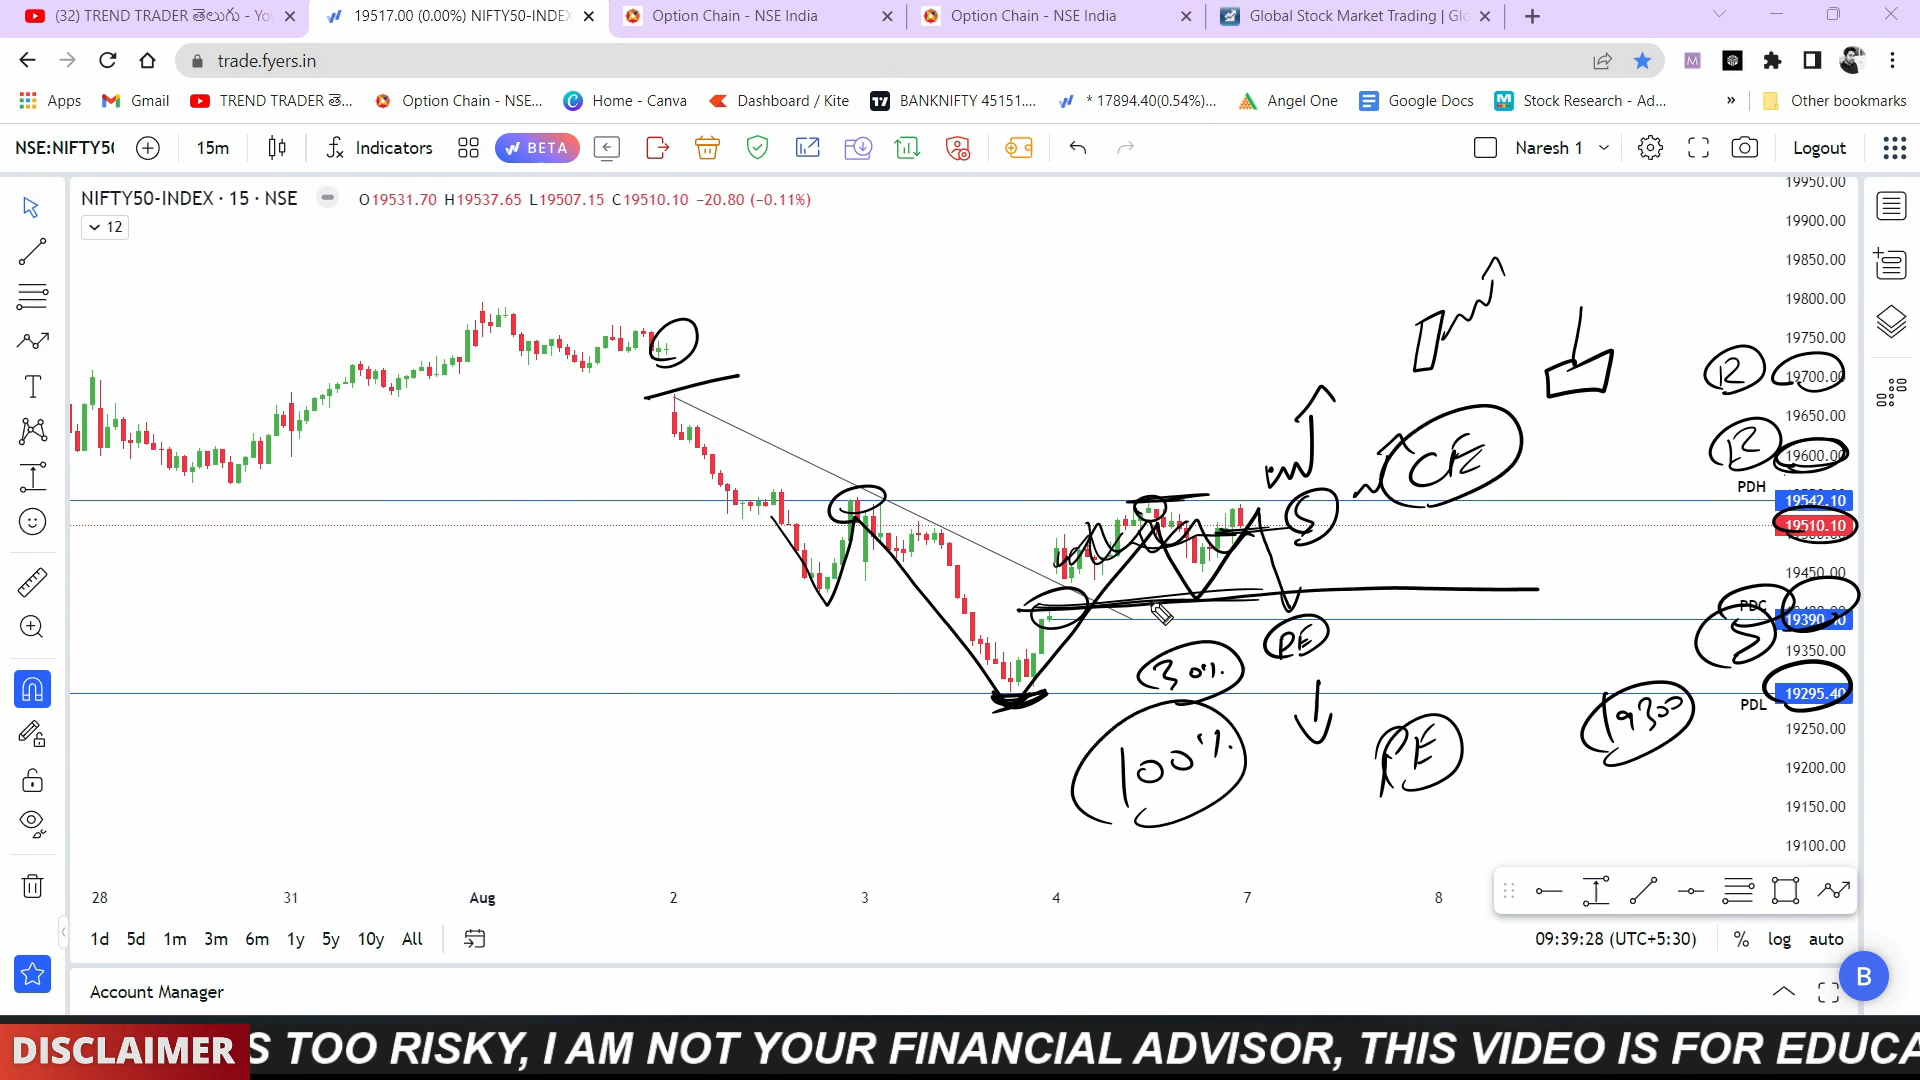 (32) TREND TRADER తెలుగు - Yo
19517.00 (0.00%) NIFTY50-INDEX
Option Chain - NSE India
Option Chain - NSE India
Global Stock Market Trading | Glo
trade.fyers.in
Apps
Gmail
TREND TRADER తె...
Option Chain - NSE...
Home - Canva
Dashboard / Kite
BANKNIFTY 45151....
* 17894.40(0.54%)...
Angel One
Google Docs
Stock Research - Ad...
»
Other bookmarks
NSE:NIFTY50
15m
Indicators
BETA
Naresh 1
Logout
NIFTY50-INDEX · 15 · NSE
O19531.70 H19537.65 L19507.15 C19510.10 −20.80 (−0.11%)
12
19950.00
19900.00
19850.00
19800.00
19750.00
R
19700.00
19650.00
R
19600.00
CE
PDH
19542.10
S
19510.10
19450.00
PDC
19390.40
S
PE
19350.00
30%
PDL
19295.40
19300
19250.00
100%
PE
19200.00
19150.00
19100.00
28
31
Aug
2
3
4
7
8
1d
5d
1m
3m
6m
1y
5y
10y
All
09:39:28 (UTC+5:30)
%
log
auto
Account Manager
B
DISCLAIMER
S TOO RISKY, I AM NOT YOUR FINANCIAL ADVISOR, THIS VIDEO IS FOR EDUCA